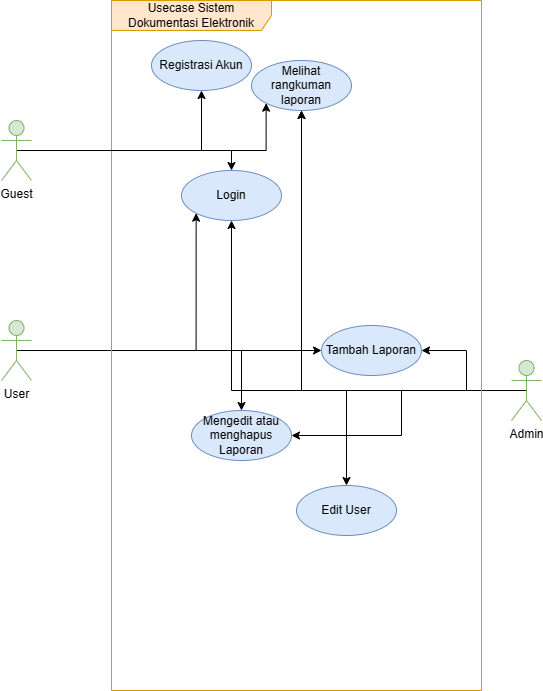 Usecase Sistem
Dokumentasi Elektronik
Registrasi Akun
Melihat
rangkuman
laporan
Guest
Login
Tambah Laporan
User
Mengedit atau
menghapus
Laporan
Admin
Edit User